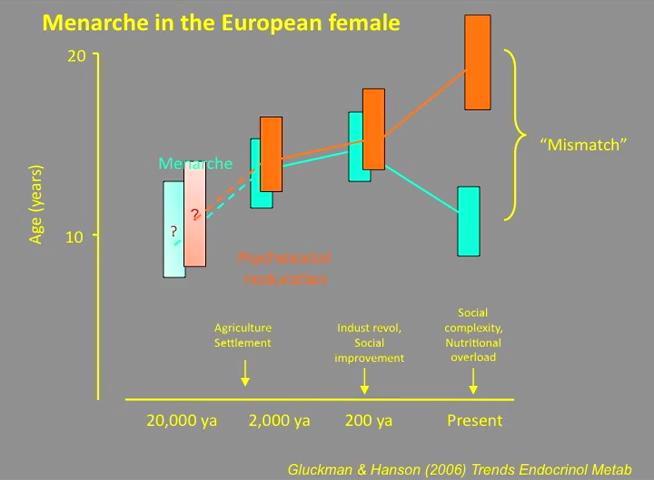 Menarche in the European female
20
Menarche
"Mismatch"
Age (years)
?
?
10
Psychosocial
maturation
Agriculture
Settlement
Indust revol,
Social
improvement
Social
complexity,
Nutritional
overload
20,000 ya
2,000 ya
200 ya
Present
Gluckman & Hanson (2006) Trends Endocrinol Metab